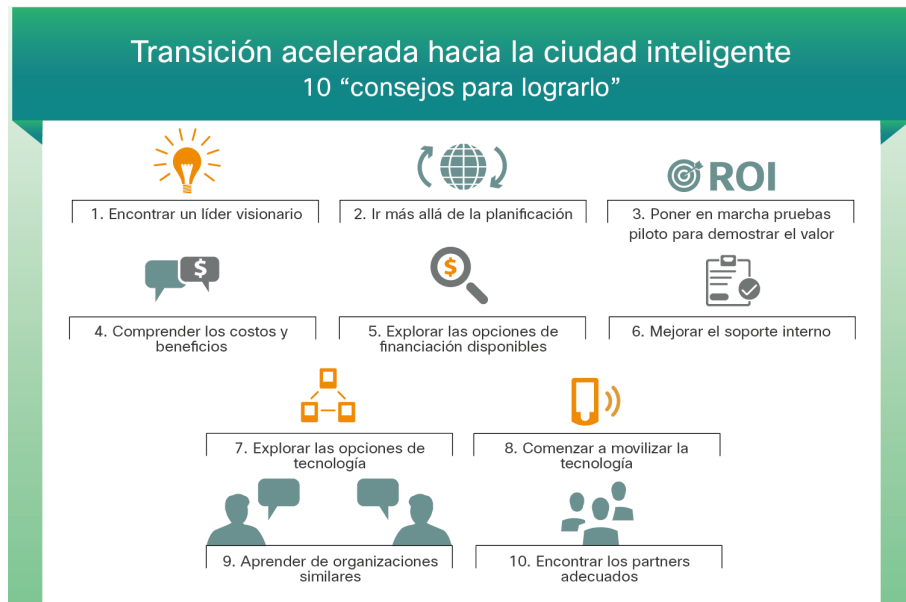 Transición acelerada hacia la ciudad inteligente
10 “consejos para lograrlo”
ROI
1. Encontrar un líder visionario
2. Ir más allá de la planificación
3. Poner en marcha pruebas
piloto para demostrar el valor
$
4. Comprender los costos y
beneficios
$
5. Explorar las opciones de
financiación disponibles
6. Mejorar el soporte interno
7. Explorar las opciones de
tecnología
8. Comenzar a movilizar la
tecnología
9. Aprender de organizaciones
similares
10. Encontrar los partners
adecuados